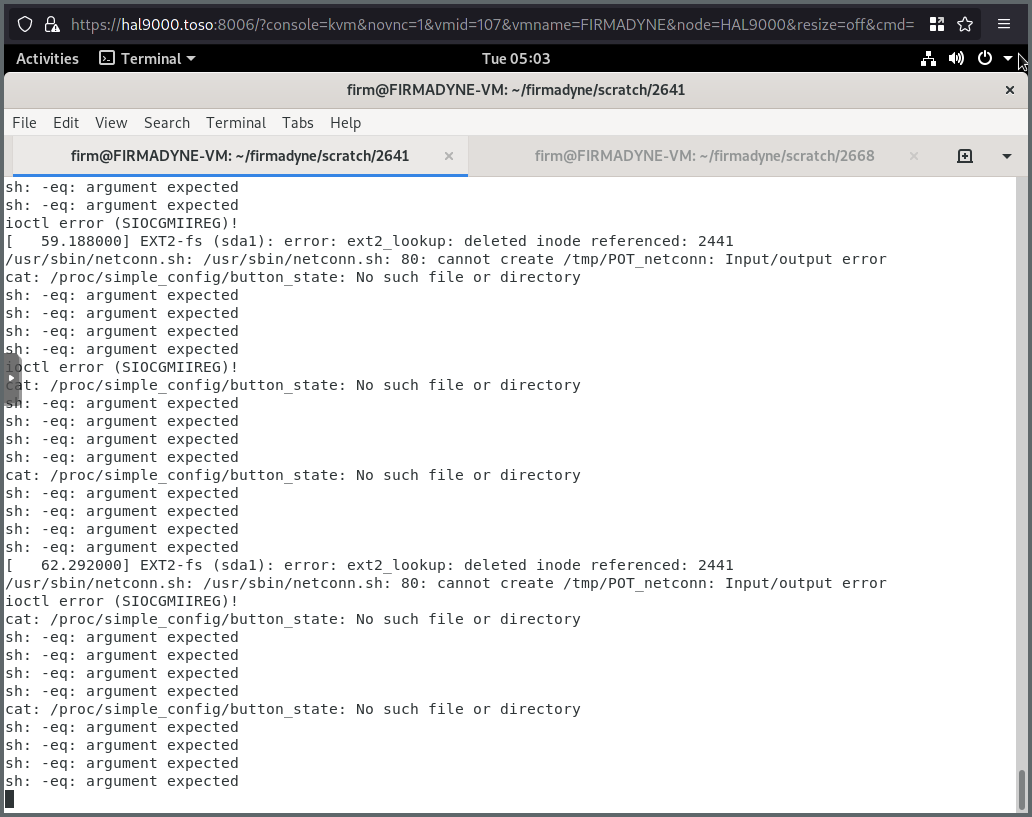 https://hal9000.toso:8006/?console=kvm&novnc=1&vmid=107&vmname=FIRMADYNE&node=HAL9000&resize=off&cmd=
Activities Terminal Tue 05:03
firm@FIRMADYNE-VM: ~/firmadyne/scratch/2641
File Edit View Search Terminal Tabs Help
firm@FIRMADYNE-VM: ~/firmadyne/scratch/2641 firm@FIRMADYNE-VM: ~/firmadyne/scratch/2668
sh: -eq: argument expected
sh: -eq: argument expected
ioctl error (SIOCGMIIREG)!
[   59.188000] EXT2-fs (sda1): error: ext2_lookup: deleted inode referenced: 2441
/usr/sbin/netconn.sh: /usr/sbin/netconn.sh: 80: cannot create /tmp/POT_netconn: Input/output error
cat: /proc/simple_config/button_state: No such file or directory
sh: -eq: argument expected
sh: -eq: argument expected
sh: -eq: argument expected
sh: -eq: argument expected
ioctl error (SIOCGMIIREG)!
cat: /proc/simple_config/button_state: No such file or directory
sh: -eq: argument expected
sh: -eq: argument expected
sh: -eq: argument expected
sh: -eq: argument expected
cat: /proc/simple_config/button_state: No such file or directory
sh: -eq: argument expected
sh: -eq: argument expected
sh: -eq: argument expected
sh: -eq: argument expected
[   62.292000] EXT2-fs (sda1): error: ext2_lookup: deleted inode referenced: 2441
/usr/sbin/netconn.sh: /usr/sbin/netconn.sh: 80: cannot create /tmp/POT_netconn: Input/output error
ioctl error (SIOCGMIIREG)!
cat: /proc/simple_config/button_state: No such file or directory
sh: -eq: argument expected
sh: -eq: argument expected
sh: -eq: argument expected
sh: -eq: argument expected
cat: /proc/simple_config/button_state: No such file or directory
sh: -eq: argument expected
sh: -eq: argument expected
sh: -eq: argument expected
sh: -eq: argument expected